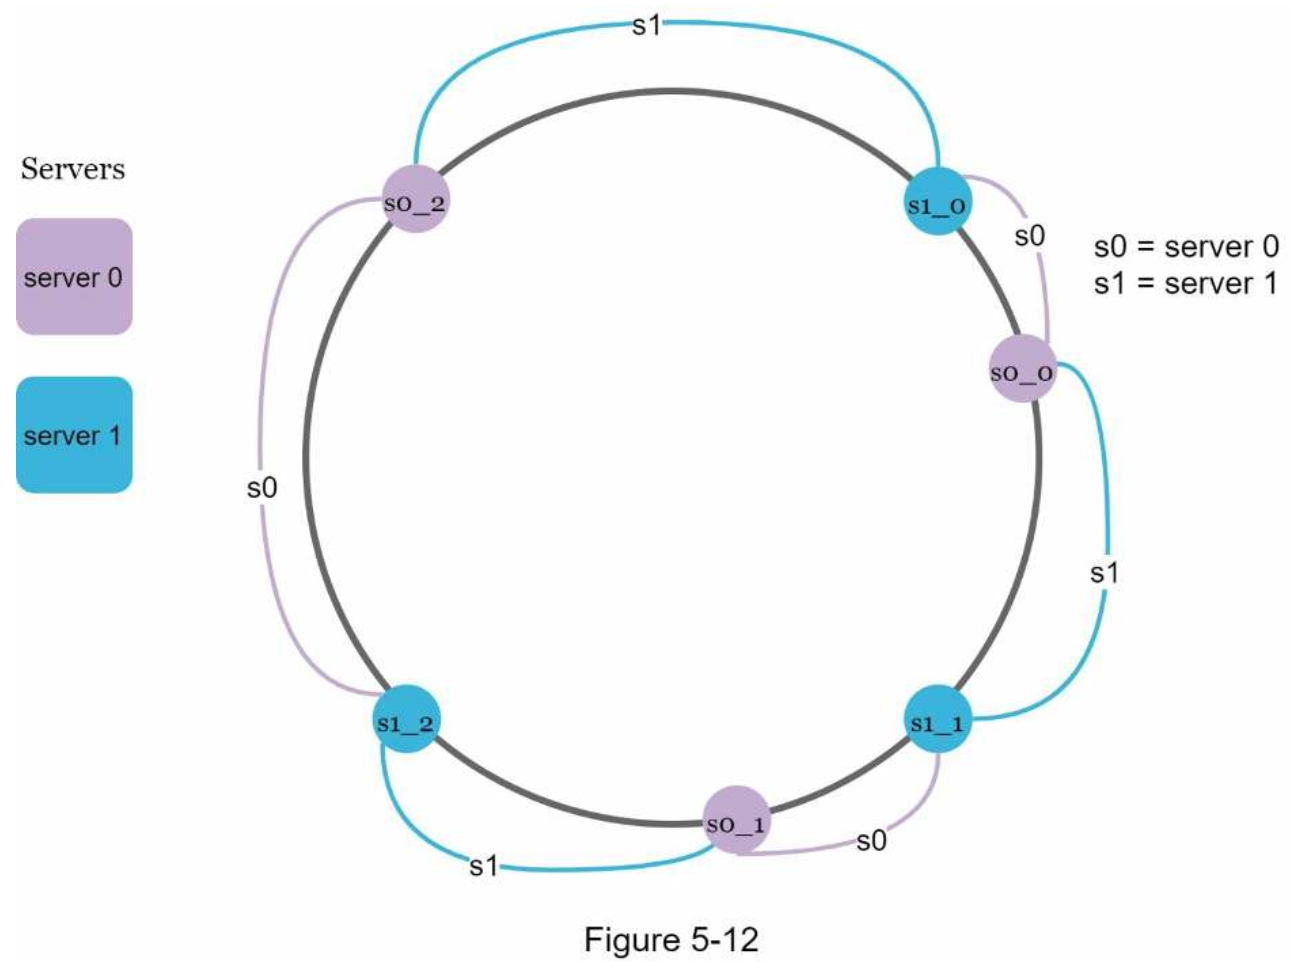 s1
Servers
s0_2
s1_0
s0
s0 = server 0
s1 = server 1
server 0
s0_0
server 1
s0
s1
s1_2
s1_1
s0_1
s0
s1
Figure 5-12